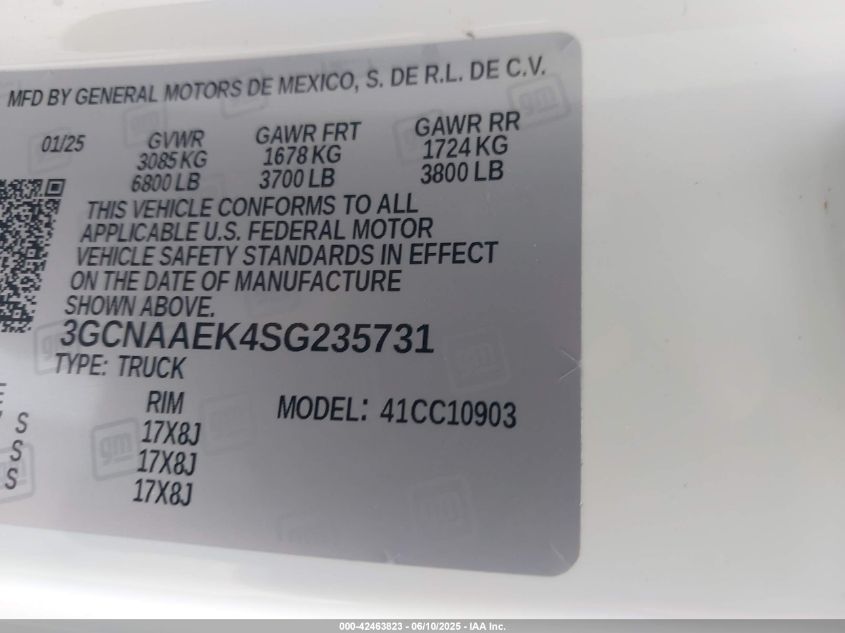 MFD BY GENERAL MOTORS DE MEXICO, S. DE R.L. DE C.V.
01/25 GVWR GAWR FRT GAWR RR
3085 KG 1678 KG 1724 KG
6800 LB 3700 LB 3800 LB
THIS VEHICLE CONFORMS TO ALL
APPLICABLE U.S. FEDERAL MOTOR
VEHICLE SAFETY STANDARDS IN EFFECT
ON THE DATE OF MANUFACTURE
SHOWN ABOVE.
3GCNAAEK4SG235731
TYPE: TRUCK
RIM MODEL: 41CC10903
S 17X8J
S 17X8J
S 17X8J
gm
000-42463823 - 06/10/2025 - IAA Inc.